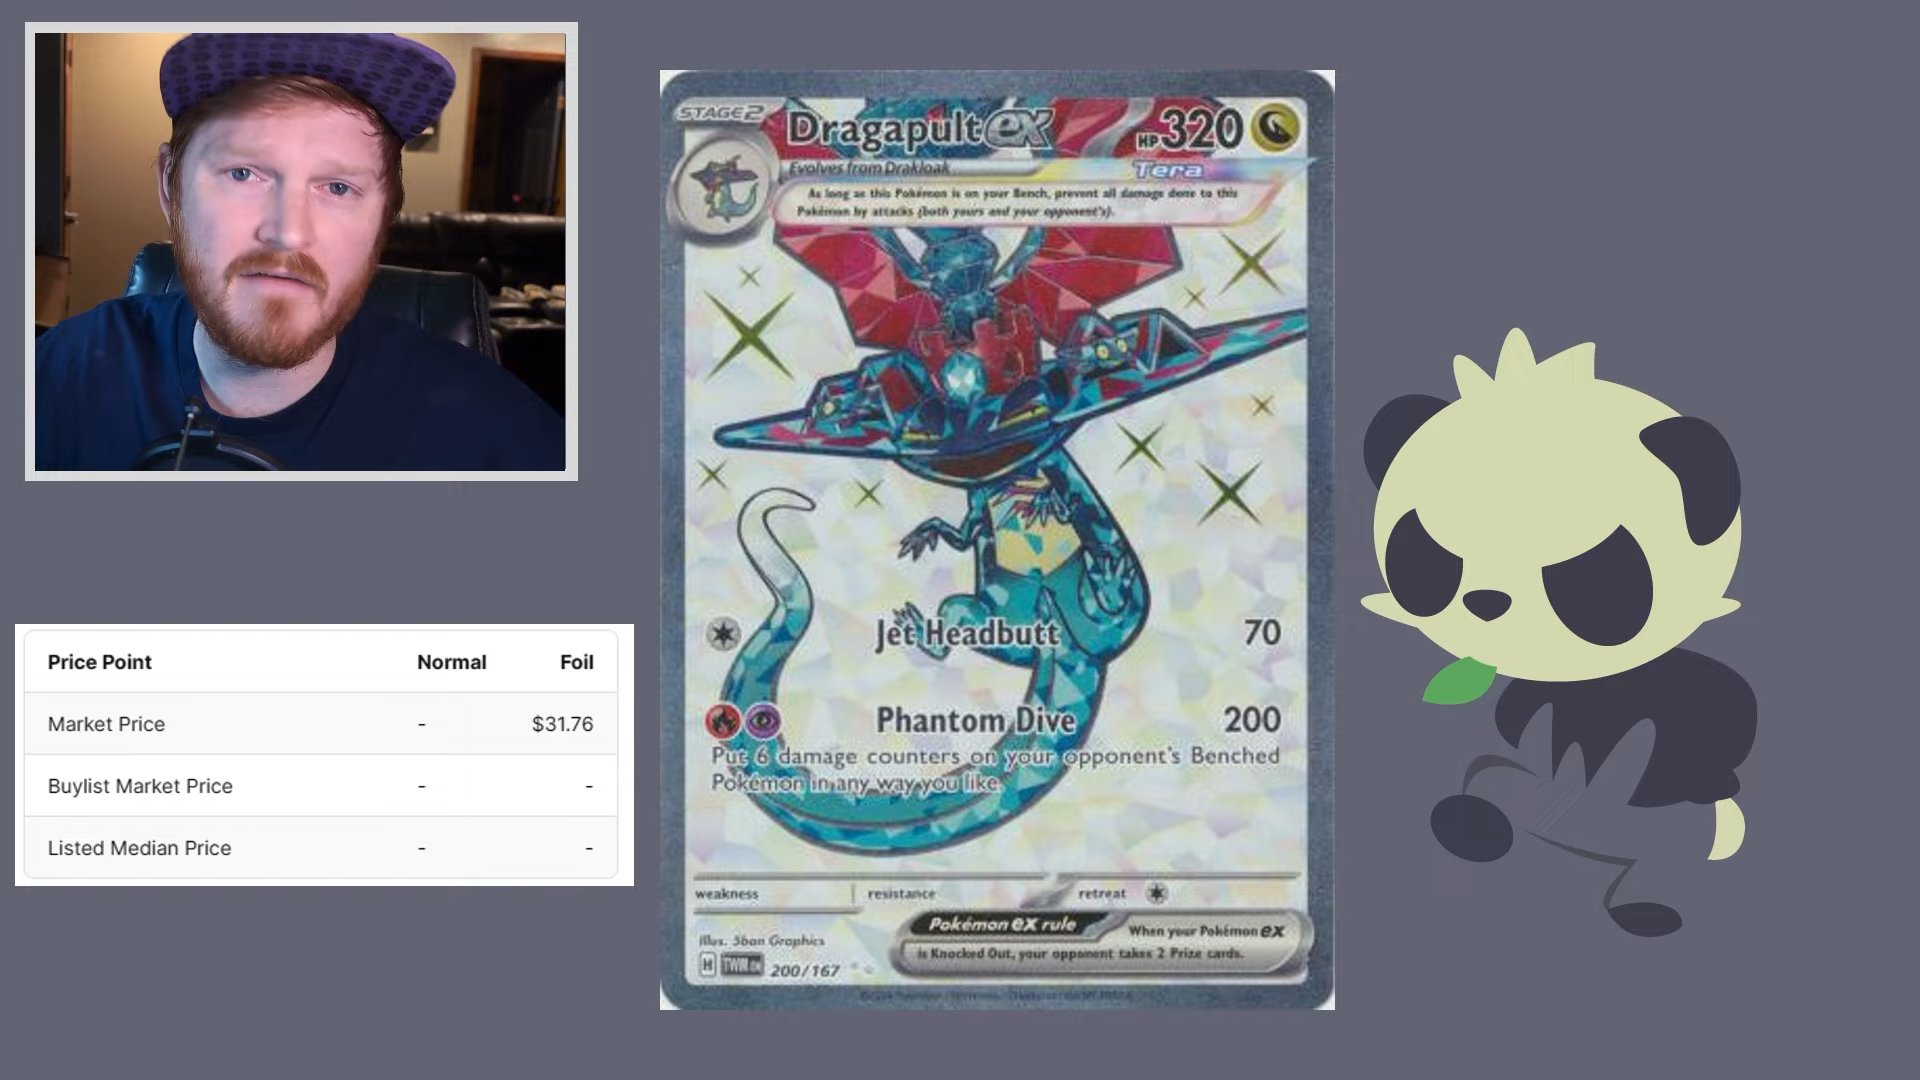 Price Point Normal Foil
Market Price - $31.76
Buylist Market Price - -
Listed Median Price - -
STAGE2 Dragapult ex HP320
Evolves from Drakloak Tera
As long as this Pokémon is on your Bench, prevent all damage done to this
Pokémon by attacks (both yours and your opponent's).
Jet Headbutt 70
Phantom Dive 200
Put 6 damage counters on your opponent's Benched
Pokémon in any way you like.
weakness resistance retreat
Pokémon ex rule When your Pokémon ex
is Knocked Out, your opponent takes 2 Prize cards.
Illus. 5ban Graphics
H TWM EN 200/167